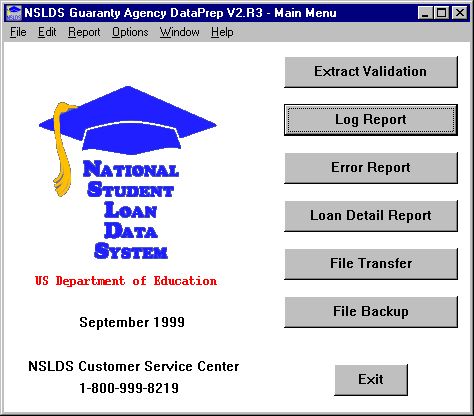 NSLDS Guaranty Agency DataPrep V2.R3 - Main Menu
File Edit Report Options Window Help
Extract Validation
Log Report
Error Report
Loan Detail Report
File Transfer
File Backup
Exit
NATIONAL
STUDENT
LOAN
DATA
SYSTEM
US Department of Education
September 1999
NSLDS Customer Service Center
1-800-999-8219